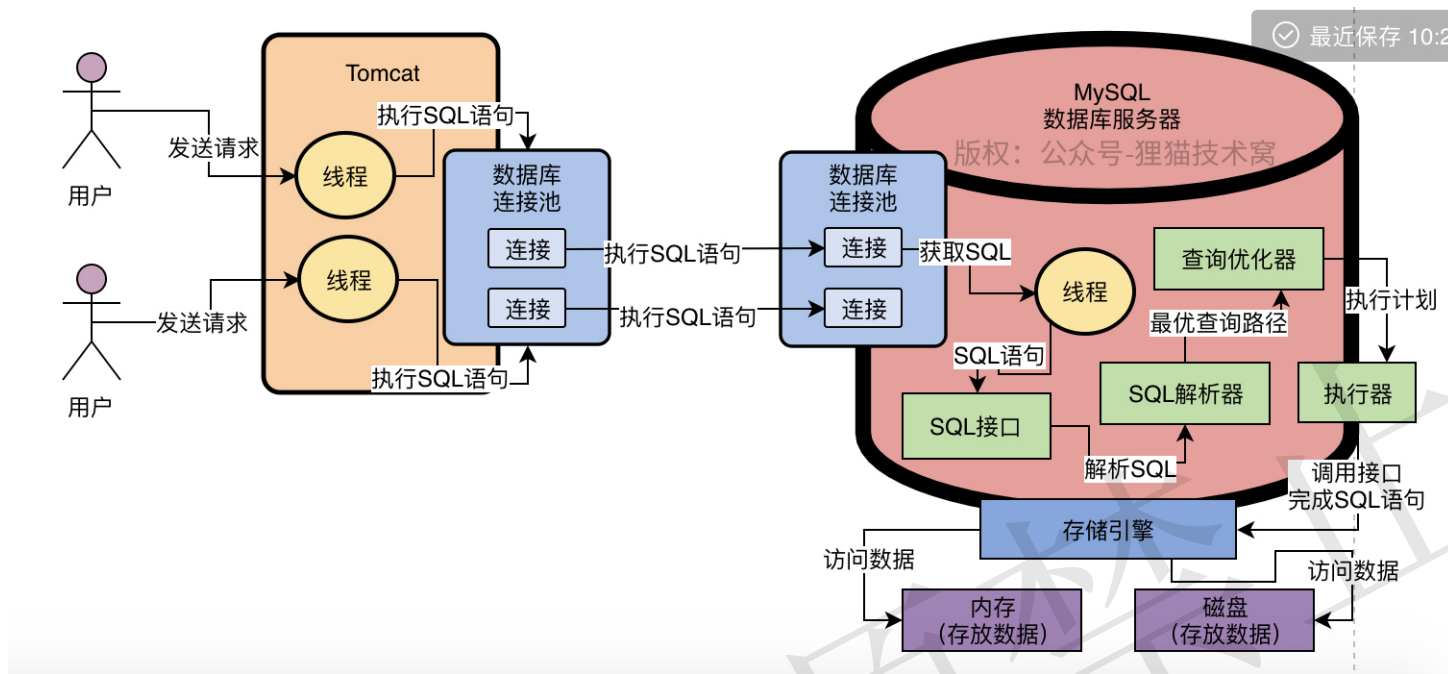 最近保存 10:2
Tomcat
MySQL
数据库服务器
版权：公众号-狸猫技术窝
执行SQL语句
发送请求
线程
用户
数据库
连接池
连接
执行SQL语句
连接
数据库
连接池
连接
获取SQL
连接
线程
查询优化器
执行计划
线程
发送请求
执行SQL语句
执行SQL语句
用户
最优查询路径
SQL语句
SQL接口
解析SQL
SQL解析器
执行器
调用接口
完成SQL语句
存储引擎
访问数据
访问数据
内存
（存放数据）
磁盘
（存放数据）